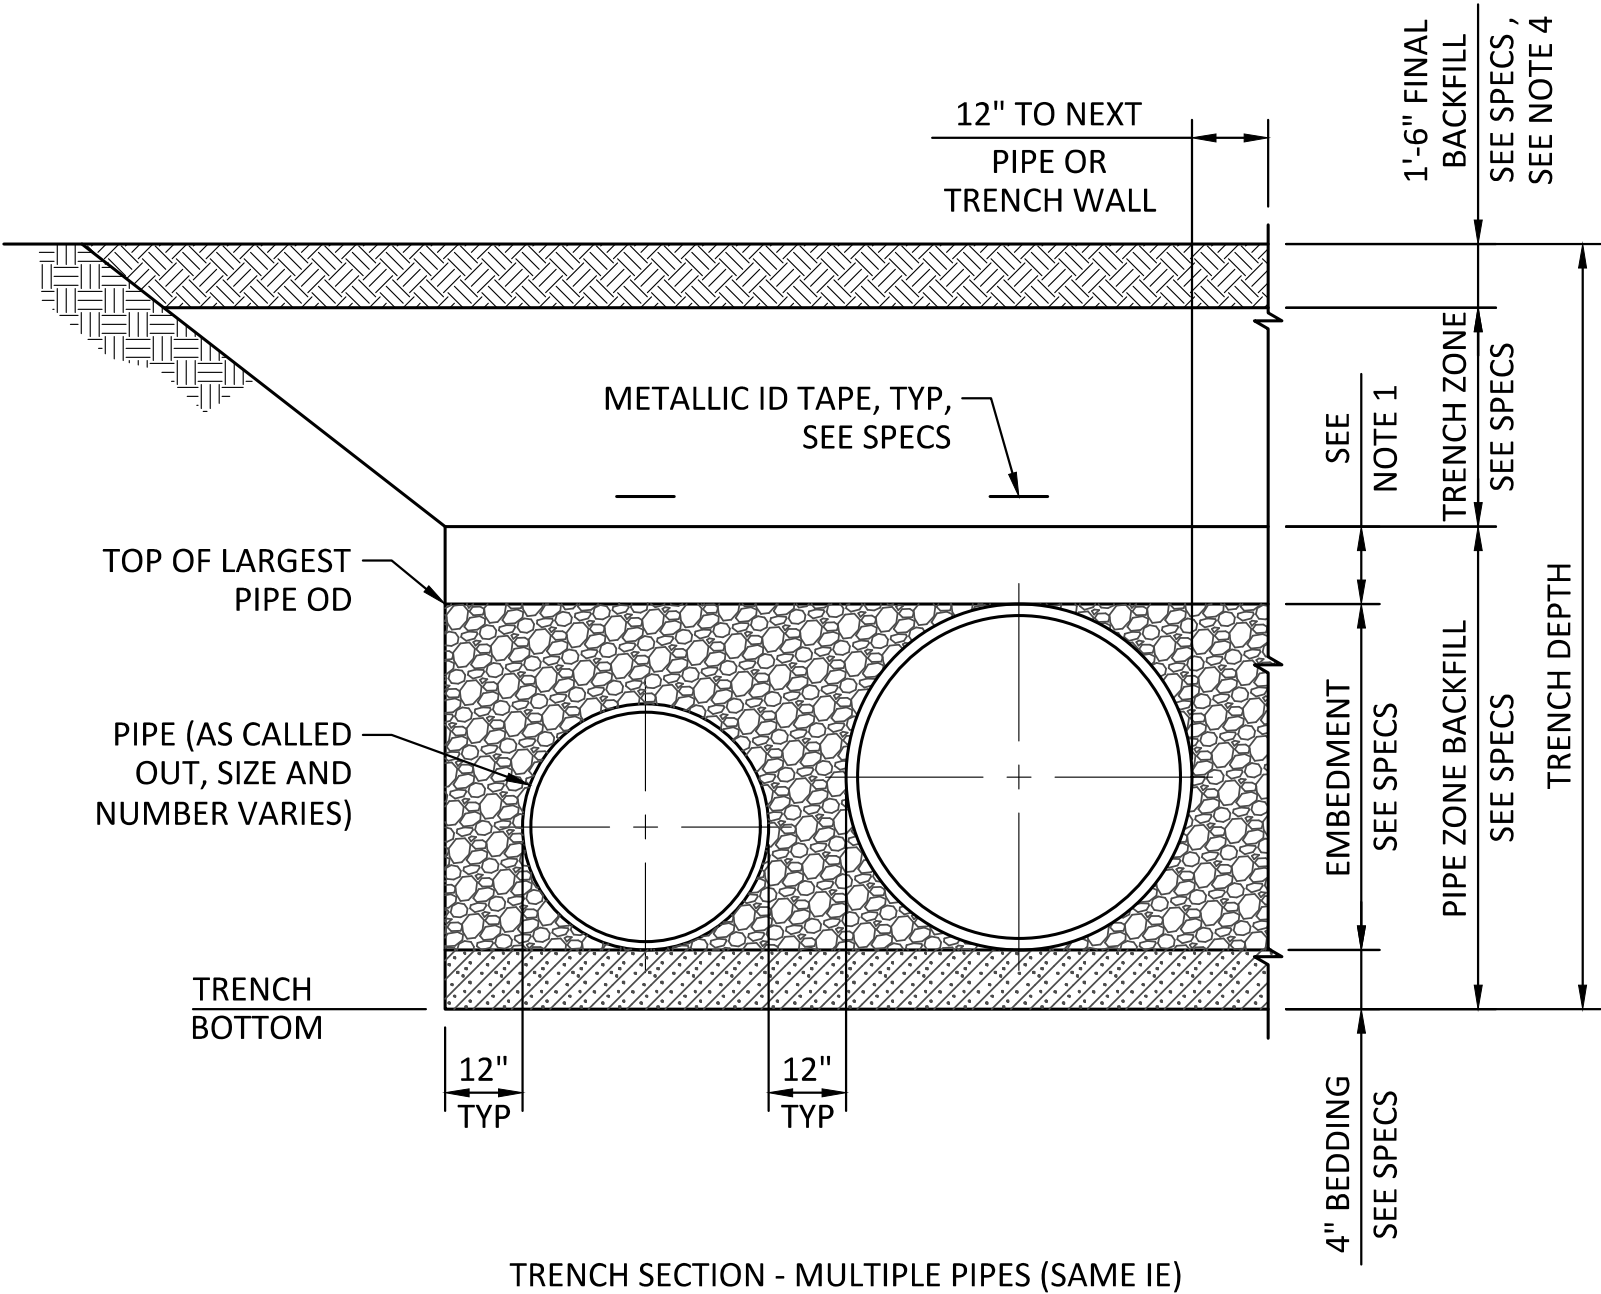 1'-6" FINAL
BACKFILL
SEE SPECS ,
SEE NOTE 4
12" TO NEXT
PIPE OR
TRENCH WALL
METALLIC ID TAPE, TYP,
SEE SPECS
SEE
NOTE 1
TRENCH ZONE
SEE SPECS
TOP OF LARGEST
PIPE OD
PIPE (AS CALLED
OUT, SIZE AND
NUMBER VARIES)
EMBEDMENT
SEE SPECS
PIPE ZONE BACKFILL
SEE SPECS
TRENCH DEPTH
TRENCH
BOTTOM
12"
TYP
12"
TYP
4" BEDDING
SEE SPECS
TRENCH SECTION - MULTIPLE PIPES (SAME IE)